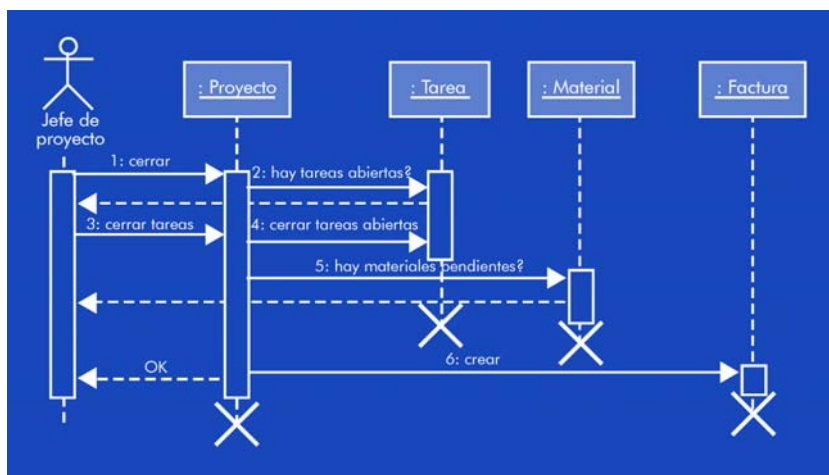 : Proyecto
: Tarea
: Material
: Factura
Jefe de
proyecto
1: cerrar
2: hay tareas abiertas?
3: cerrar tareas
4: cerrar tareas abiertas
5: hay materiales pendientes?
OK
6: crear